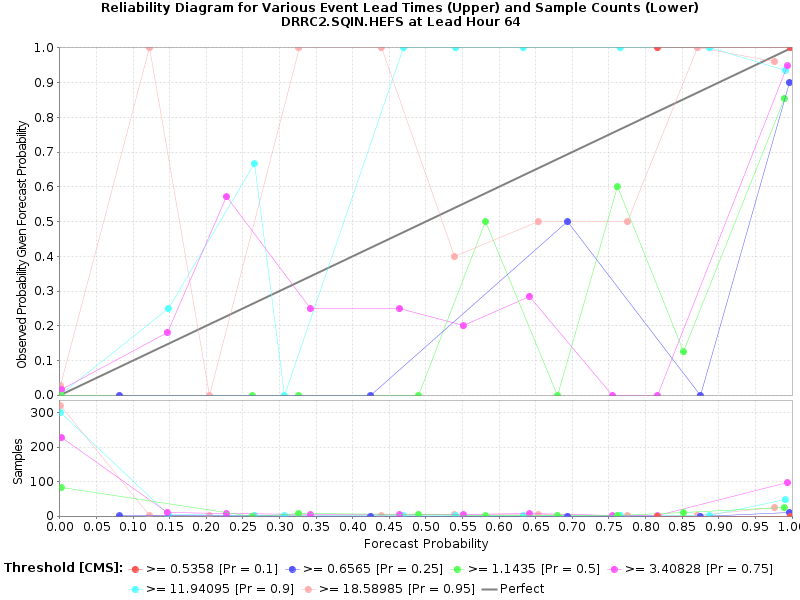 Reliability Diagram for Various Event Lead Times (Upper) and Sample Counts (Lower)
DRRC2.SQIN.HEFS at Lead Hour 64
Observed Probability Given Forecast Probability
1.0
0.9
0.8
0.7
0.6
0.5
0.4
0.3
0.2
0.1
0.0
Samples
300
200
100
0
0.00 0.05 0.10 0.15 0.20 0.25 0.30 0.35 0.40 0.45 0.50 0.55 0.60 0.65 0.70 0.75 0.80 0.85 0.90 0.95 1.0
Forecast Probability
Threshold [CMS]: >= 0.5358 [Pr = 0.1] >= 0.6565 [Pr = 0.25] >= 1.1435 [Pr = 0.5] >= 3.40828 [Pr = 0.75]
>= 11.94095 [Pr = 0.9] >= 18.58985 [Pr = 0.95] Perfect